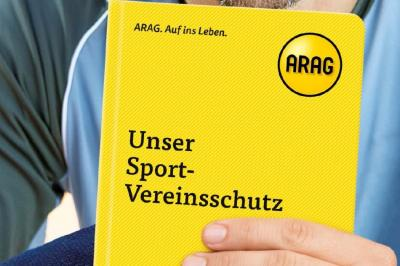 ARAG. Auf ins Leben.
ARAG
Unser
Sport-
Vereinsschutz